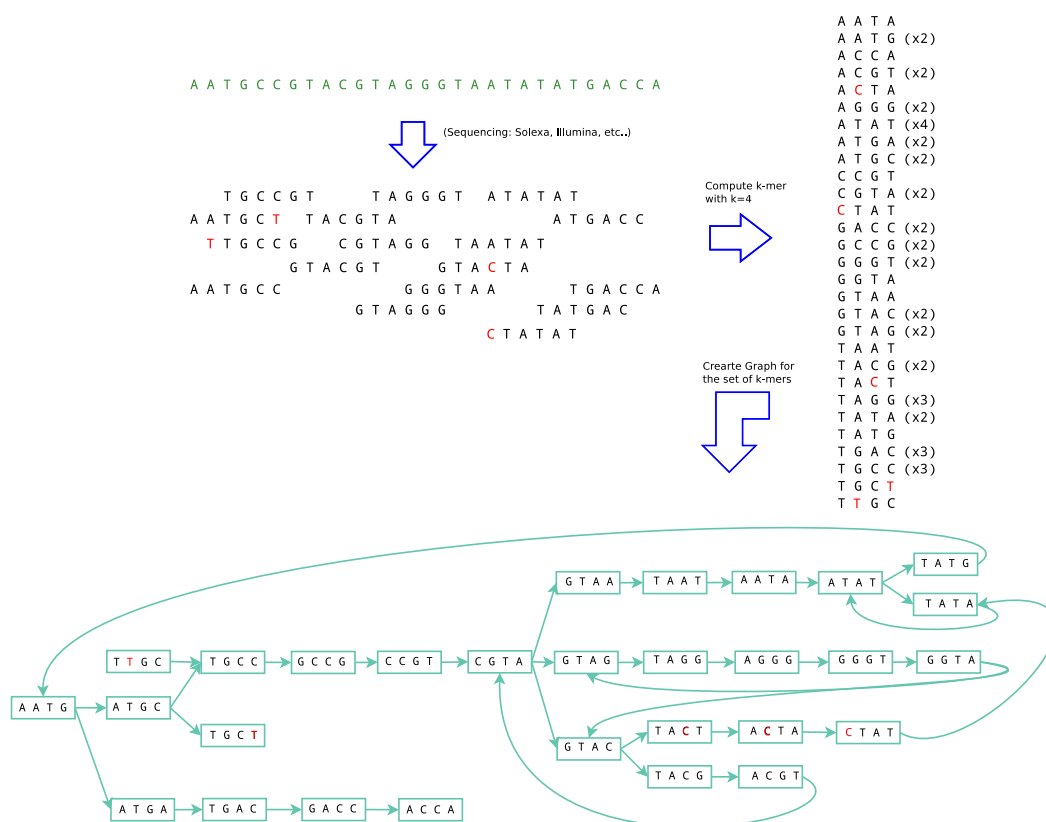 A A T G C C G T A C G T A G G G T A A T A T A T G A C C A
(Sequencing: Solexa, Illumina, etc..)
T G C C G T T A G G G T A T A T A T
A A T G C T T A C G T A A T G A C C
T T G C C G C G T A G G T A A T A T
G T A C G T G T A C T A
A A T G C C G G G T A A T G A C C A
G T A G G G T A T G A C
C T A T A T
Compute k-mer
with k=4
A A T A
A A T G (x2)
A C C A
A C G T (x2)
A C T A
A G G G (x2)
A T A T (x4)
A T G A (x2)
A T G C (x2)
C C G T
C G T A (x2)
C T A T
G A C C (x2)
G C C G (x2)
G G G T (x2)
G G T A
G T A A
G T A C (x2)
G T A G (x2)
T A A T
T A C G (x2)
T A C T
T A G G (x3)
T A T A (x2)
T A T G
T G A C (x3)
T G C C (x3)
T G C T
T T G C
Crearte Graph for
the set of k-mers
T A T G
G T A A
T A A T
A A T A
A T A T
T A T A
T T G C
T G C C
G C C G
C C G T
C G T A
G T A G
T A G G
A G G G
G G G T
G G T A
A A T G
A T G C
T G C T
G T A C
T A C T
A C T A
C T A T
T A C G
A C G T
A T G A
T G A C
G A C C
A C C A